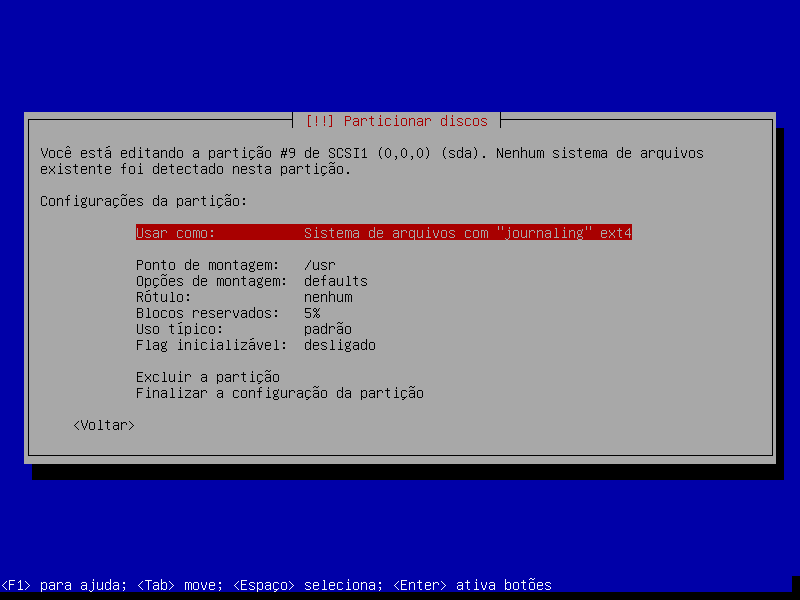 [!!] Particionar discos
Você está editando a partição #9 de SCSI1 (0,0,0) (sda). Nenhum sistema de arquivos
existente foi detectado nesta partição.
Configurações da partição:
Usar como: Sistema de arquivos com "journaling" ext4
Ponto de montagem: /usr
Opções de montagem: defaults
Rótulo: nenhum
Blocos reservados: 5%
Uso típico: padrão
Flag inicializável: desligado
Excluir a partição
Finalizar a configuração da partição
<Voltar>
<F1> para ajuda; <Tab> move; <Espaço> seleciona; <Enter> ativa botões